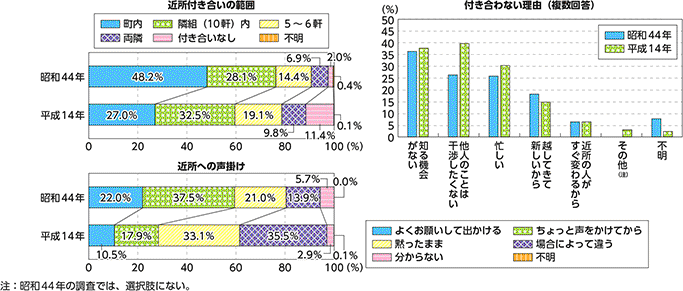 近所付き合いの範囲
町内 隣組（10軒）内 5～6軒
両隣 付き合いなし 不明
昭和44年 48.2% 28.1% 14.4% 6.9% 2.0% 0.4%
平成14年 27.0% 32.5% 19.1% 9.8% 11.4% 0.1%
0 20 40 60 80 100 (%)
近所への声掛け
昭和44年 22.0% 37.5% 21.0% 13.9% 5.7% 0.0%
平成14年 10.5% 17.9% 33.1% 35.5% 2.9% 0.1%
0 20 40 60 80 100 (%)
付き合わない理由（複数回答）
(%)
50
45
40
35
30
25
20
15
10
5
0
昭和44年
平成14年
知る機会がない
他人のことは干渉したくない
忙しい
越してきて新しいから
近所の人がすぐ変わるから
その他(注)
不明
よくお願いして出かける ちょっと声をかけてから
黙ったまま 場合によって違う
分からない 不明
注：昭和44年の調査では、選択肢にない。